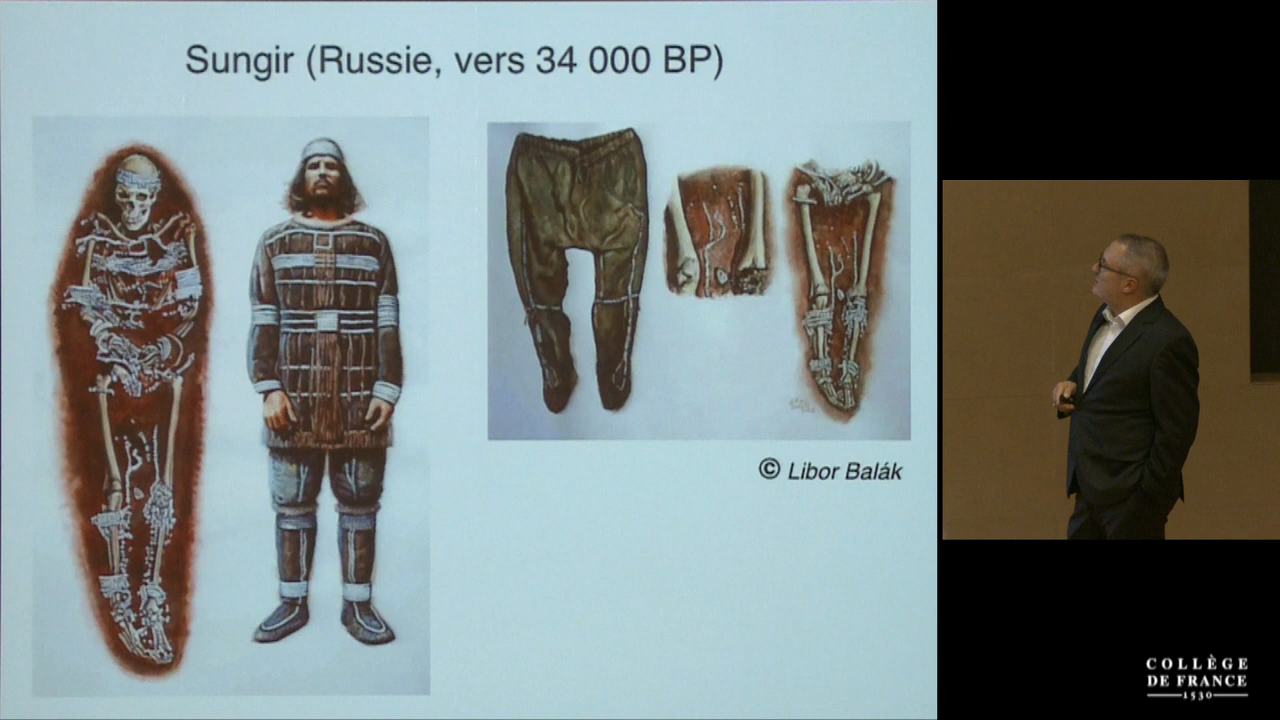 Sungir (Russie, vers 34 000 BP)
© Libor Balák
COLLÈGE
DE FRANCE
1530